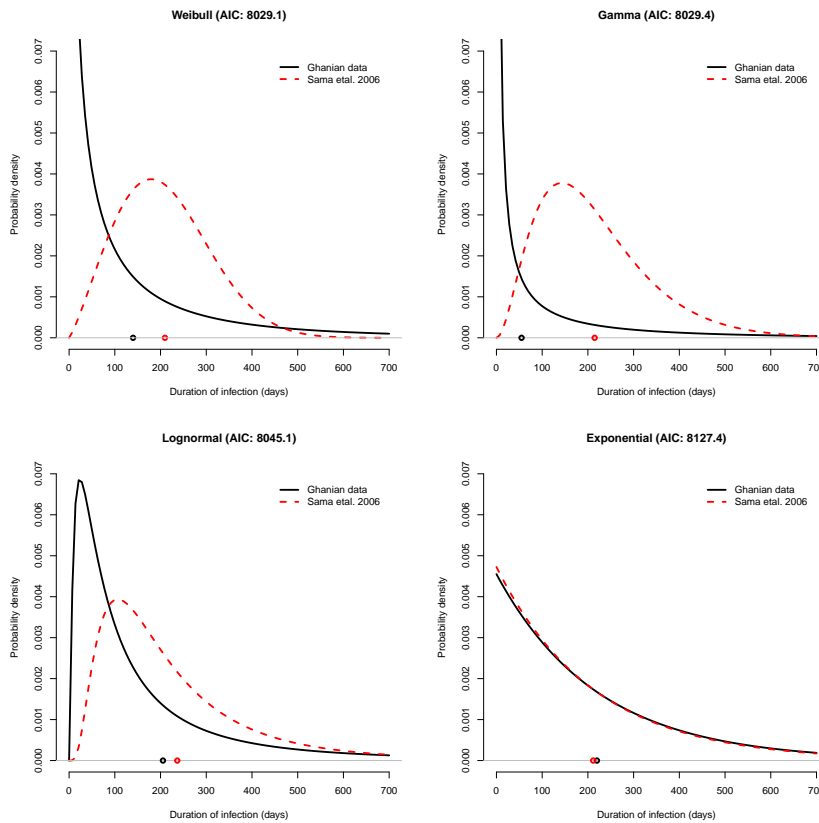 Weibull (AIC: 8029.1)
Probability density
0.007
0.006
0.005
0.004
0.003
0.002
0.001
0.000
Ghanian data
Sama etal. 2006
0 100 200 300 400 500 600 700
Duration of infection (days)
Gamma (AIC: 8029.4)
Probability density
0.007
0.006
0.005
0.004
0.003
0.002
0.001
0.000
Ghanian data
Sama etal. 2006
0 100 200 300 400 500 600 700
Duration of infection (days)
Lognormal (AIC: 8045.1)
Probability density
0.007
0.006
0.005
0.004
0.003
0.002
0.001
0.000
Ghanian data
Sama etal. 2006
0 100 200 300 400 500 600 700
Duration of infection (days)
Exponential (AIC: 8127.4)
Probability density
0.007
0.006
0.005
0.004
0.003
0.002
0.001
0.000
Ghanian data
Sama etal. 2006
0 100 200 300 400 500 600 700
Duration of infection (days)